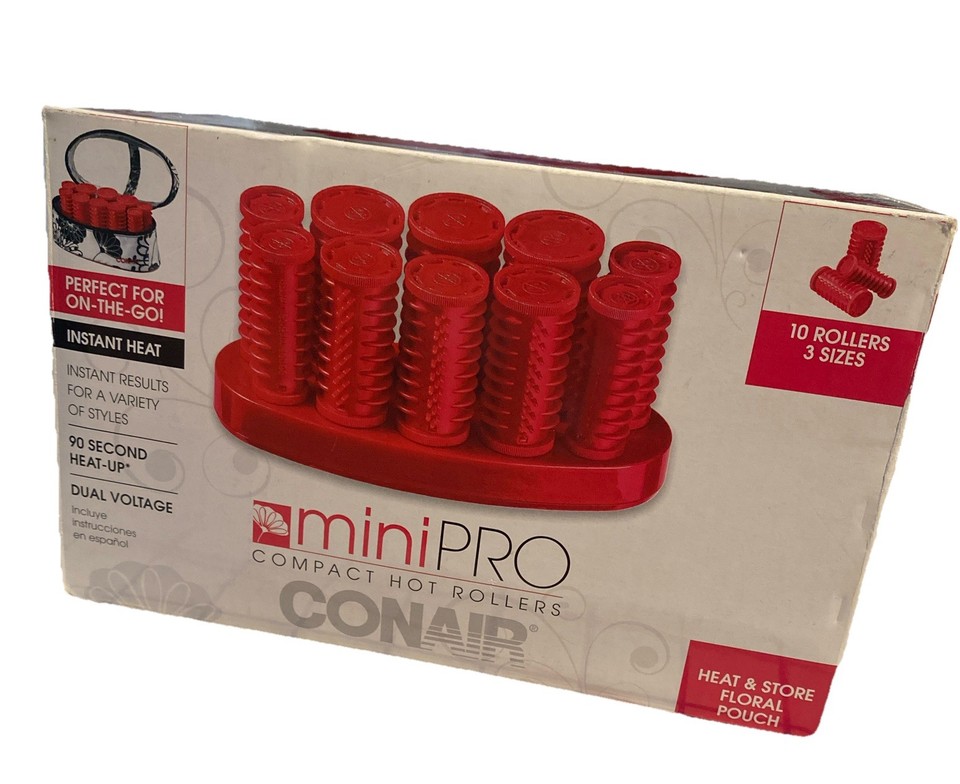 PERFECT FOR
ON-THE-GO!
INSTANT HEAT
INSTANT RESULTS
FOR A VARIETY
OF STYLES
90 SECOND
HEAT-UP*
DUAL VOLTAGE
Incluye
instrucciones
en español
10 ROLLERS
3 SIZES
miniPRO
COMPACT HOT ROLLERS
CONAIR®
HEAT & STORE
FLORAL
POUCH